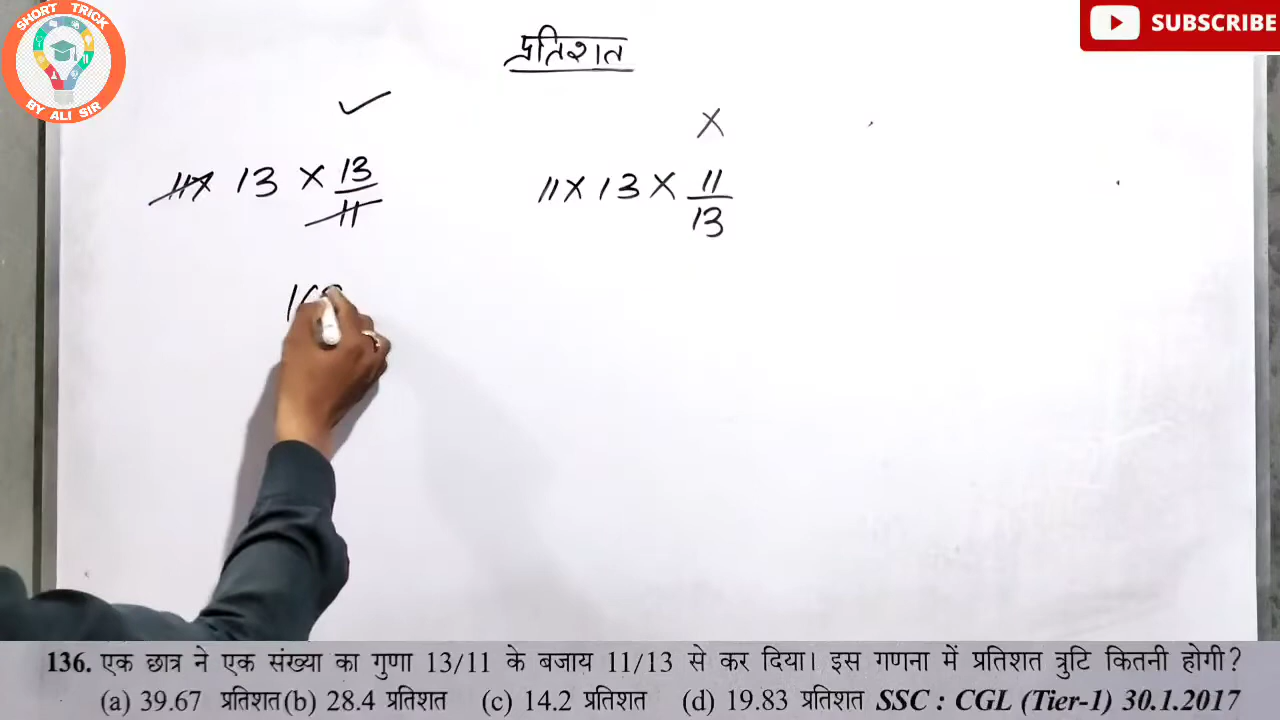 SHORT TRICK
BY ALI SIR
SUBSCRIBE
प्रतिशत
✓
×
11× 13 × 13/11
11× 13 × 11/13
136. एक छात्र ने एक संख्या का गुणा 13/11 के बजाय 11/13 से कर दिया। इस गणना में प्रतिशत त्रुटि कितनी होगी?
(a) 39.67 प्रतिशत(b) 28.4 प्रतिशत (c) 14.2 प्रतिशत (d) 19.83 प्रतिशत SSC : CGL (Tier-1) 30.1.2017